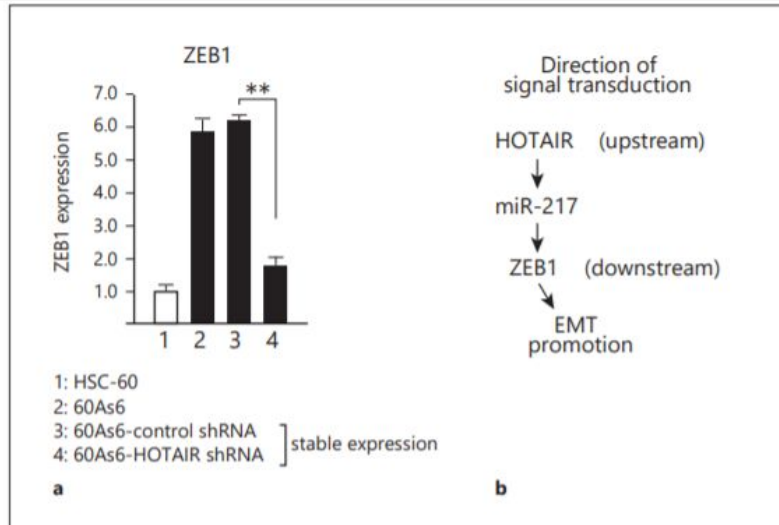 ZEB1
**
7.0
6.0
5.0
4.0
3.0
2.0
1.0
ZEB1 expression
1 2 3 4
1: HSC-60
2: 60As6
3: 60As6-control shRNA
4: 60As6-HOTAIR shRNA
stable expression
a
Direction of
signal transduction
HOTAIR (upstream)
miR-217
ZEB1 (downstream)
EMT
promotion
b